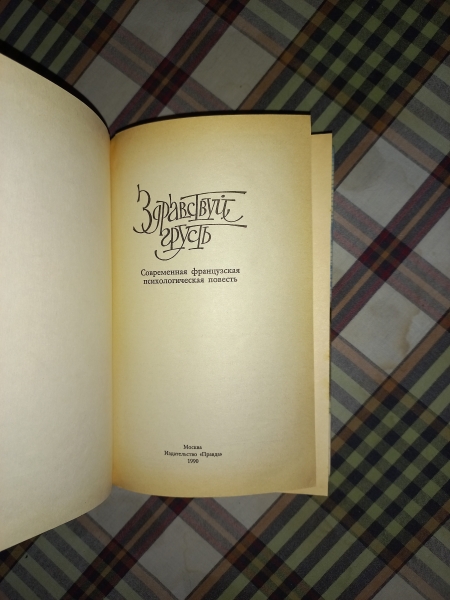 Здравствуй,
грусть
Современная французская
психологическая повесть
Москва
Издательство «Правда»
1990